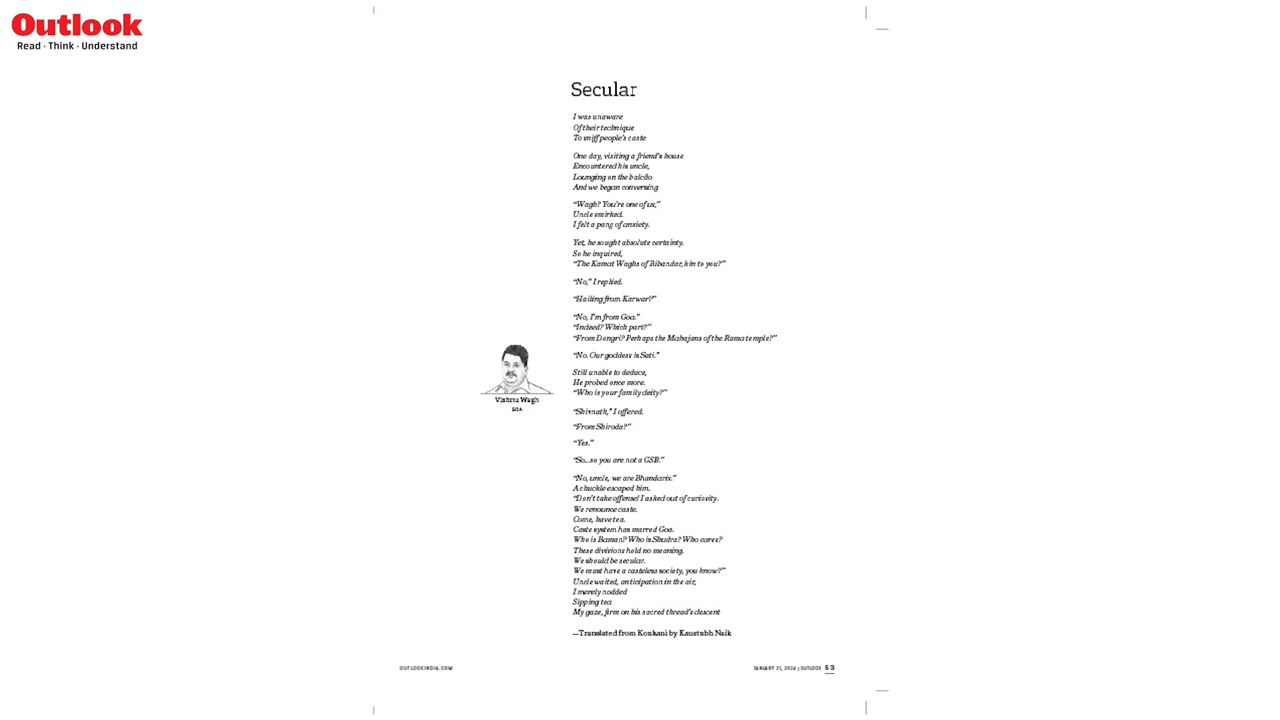 Outlook
Read · Think · Understand
Secular
I was unaware
Of their technique
To sniff people's caste
One day, visiting a friend's house
Encountered his uncle,
Lounging on the balcão
And we began conversing
"Wagh? You're one of us,"
Uncle smirked.
I felt a pang of anxiety.
Yet, he sought absolute certainty.
So he inquired,
"The Kamat Waghs of Ribandar, kin to you?"
"No," I replied.
"Hailing from Karwar?"
"No, I'm from Goa."
"Indeed? Which part?"
"From Dongri? Perhaps the Mahajans of the Rama temple?"
"No. Our goddess is Sati."
Still unable to deduce,
He probed once more.
"Who is your family deity?"
"Shivnath," I offered.
"From Shiroda?"
"Yes."
"So...so you are not a GSB."
"No, uncle, we are Bhandaris."
A chuckle escaped him.
"Don't take offense! I asked out of curiosity.
We renounce caste.
Come, have tea.
Caste system has marred Goa.
Who is Baman? Who is Shudra? Who cares?
These divisions hold no meaning.
We should be secular.
We must have a casteless society, you know?"
Uncle waited, anticipation in the air,
I merely nodded
Sipping tea
My gaze, firm on his sacred thread's descent
—Translated from Konkani by Kaustubh Naik
Vishnu Wagh
GOA
OUTLOOKINDIA.COM
JANUARY 21, 2024 | OUTLOOK 53